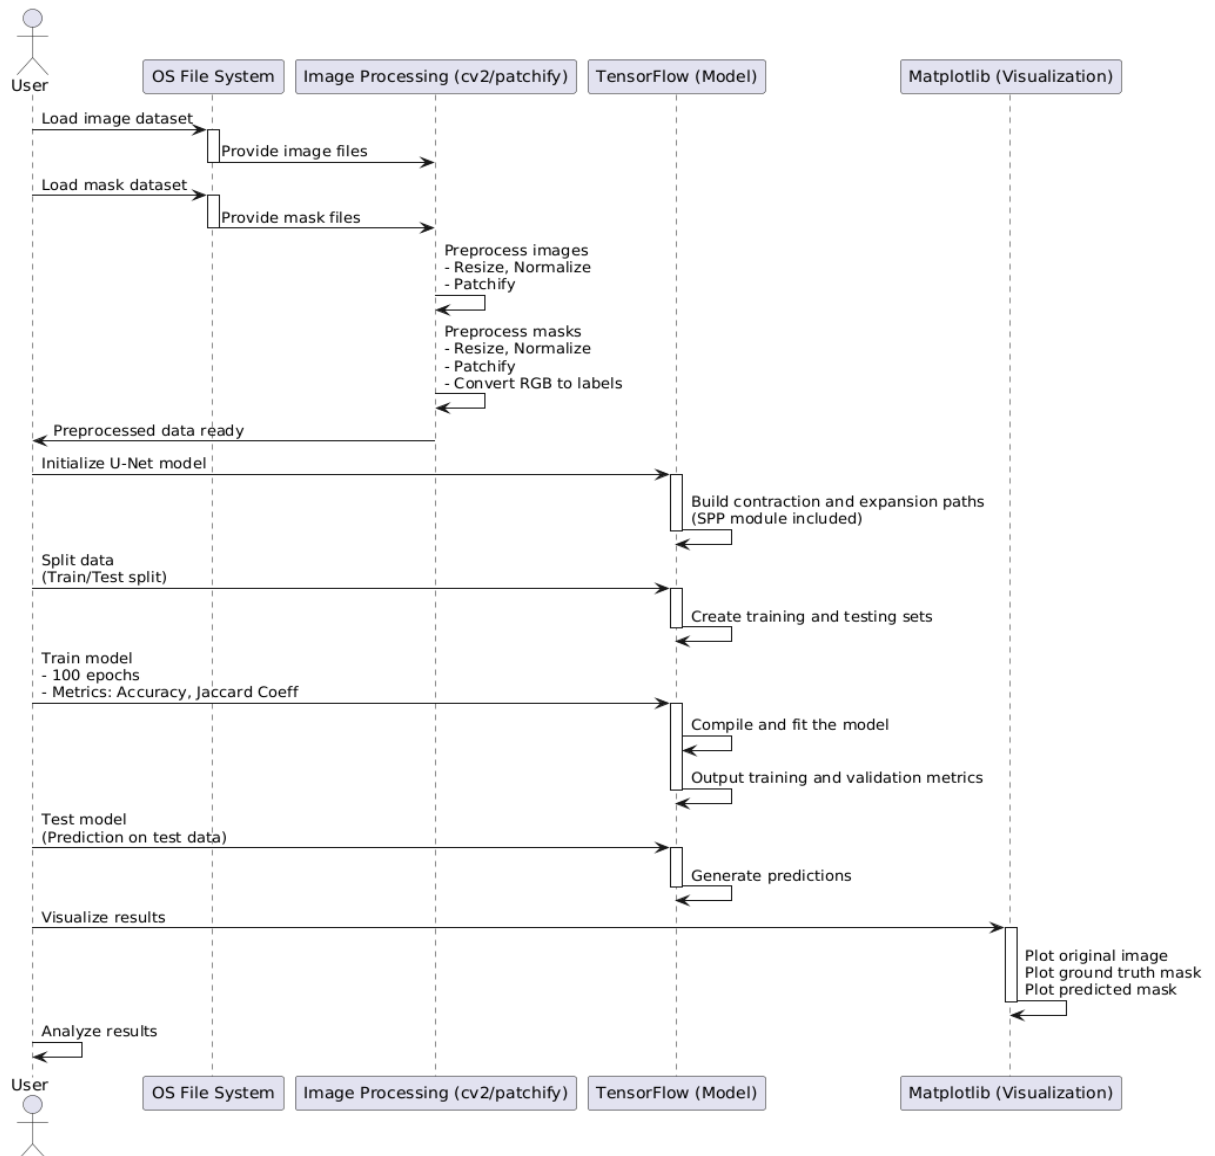 User
OS File System
Image Processing (cv2/patchify)
TensorFlow (Model)
Matplotlib (Visualization)
Load image dataset
Provide image files
Load mask dataset
Provide mask files
Preprocess images
- Resize, Normalize
- Patchify
Preprocess masks
- Resize, Normalize
- Patchify
- Convert RGB to labels
Preprocessed data ready
Initialize U-Net model
Build contraction and expansion paths
(SPP module included)
Split data
(Train/Test split)
Create training and testing sets
Train model
- 100 epochs
- Metrics: Accuracy, Jaccard Coeff
Compile and fit the model
Output training and validation metrics
Test model
(Prediction on test data)
Generate predictions
Visualize results
Plot original image
Plot ground truth mask
Plot predicted mask
Analyze results
User
OS File System
Image Processing (cv2/patchify)
TensorFlow (Model)
Matplotlib (Visualization)